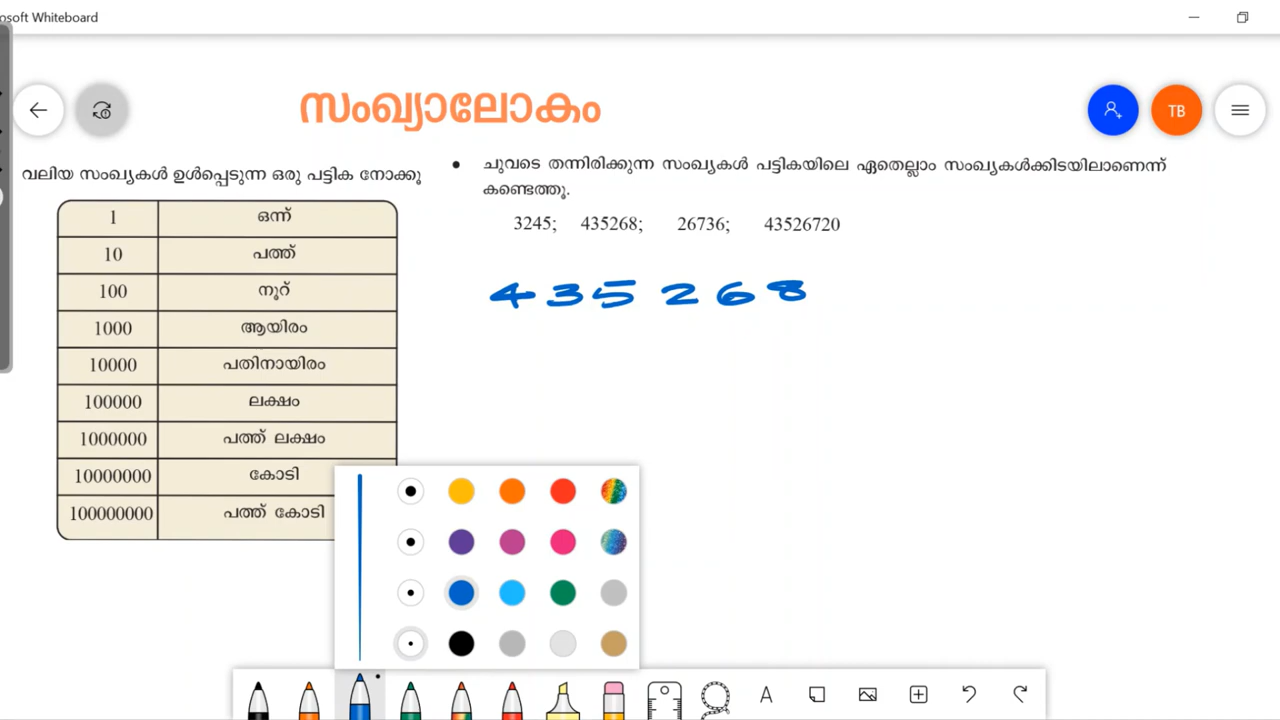 osoft Whiteboard
സംഖ്യാലോകം
TB
വലിയ സംഖ്യകൾ ഉൾപ്പെടുന്ന ഒരു പട്ടിക നോക്കൂ
1 ഒന്ന്
10 പത്ത്
100 നൂറ്
1000 ആയിരം
10000 പതിനായിരം
100000 ലക്ഷം
1000000 പത്ത് ലക്ഷം
10000000 കോടി
100000000 പത്ത് കോടി
• ചുവടെ തന്നിരിക്കുന്ന സംഖ്യകൾ പട്ടികയിലെ ഏതെല്ലാം സംഖ്യകൾക്കിടയിലാണെന്ന്
കണ്ടെത്തൂ.
3245; 435268; 26736; 43526720
435 268
A